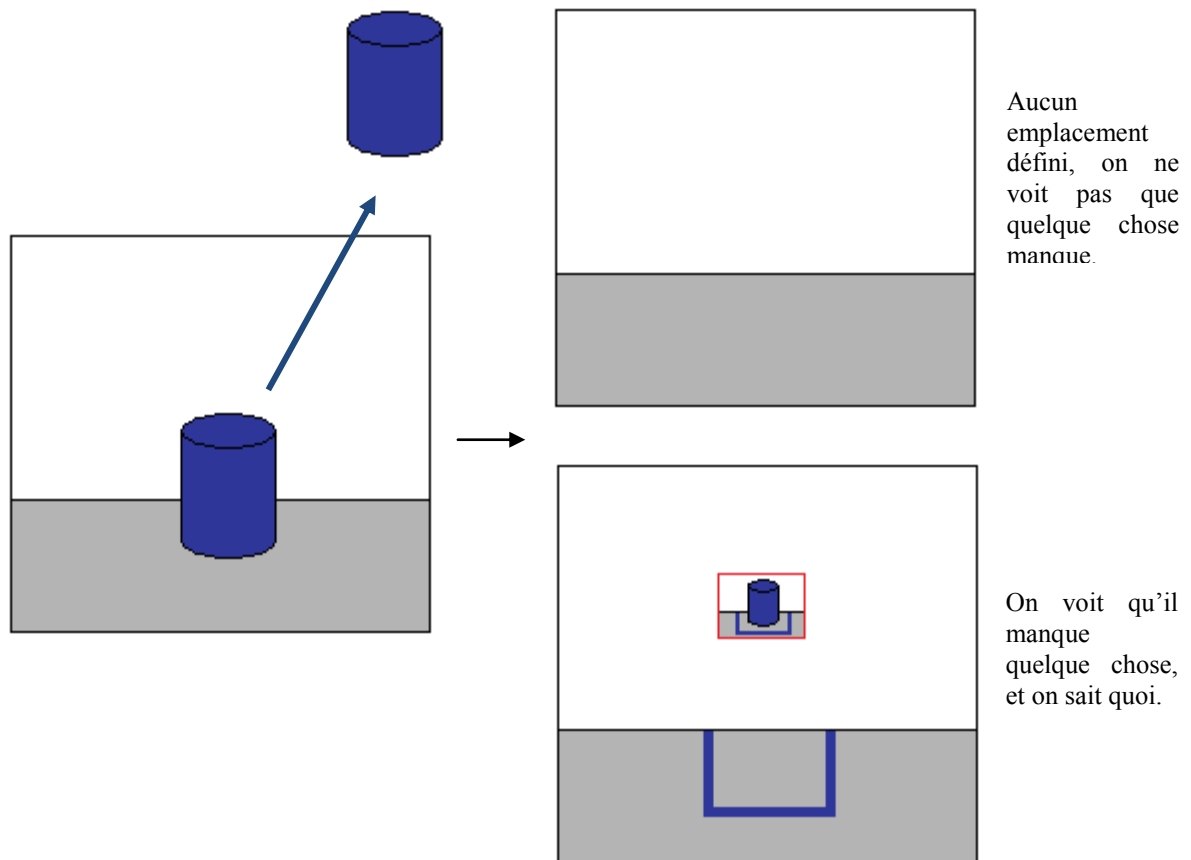 Aucun
emplacement
défini, on ne
voit pas que
quelque chose
manque.
On voit qu’il
manque
quelque chose,
et on sait quoi.